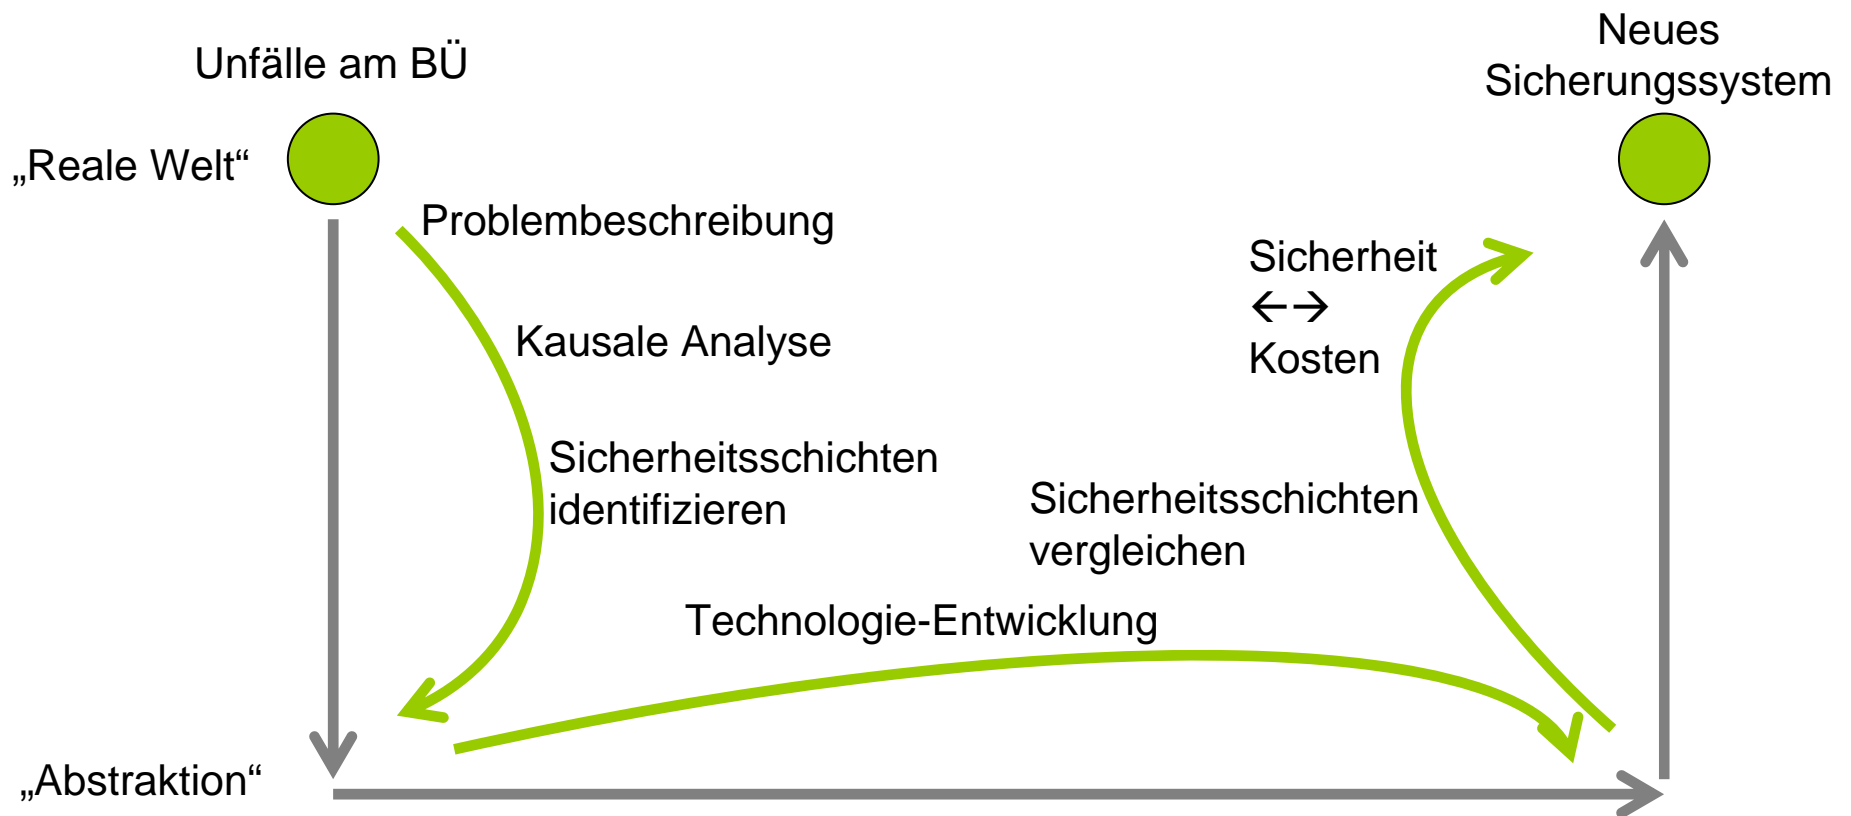 Unfälle am BÜ
Neues
Sicherungssystem
„Reale Welt“
Problembeschreibung
Kausale Analyse
Sicherheitsschichten
identifizieren
Sicherheit
←→
Kosten
Sicherheitsschichten
vergleichen
Technologie-Entwicklung
„Abstraktion“